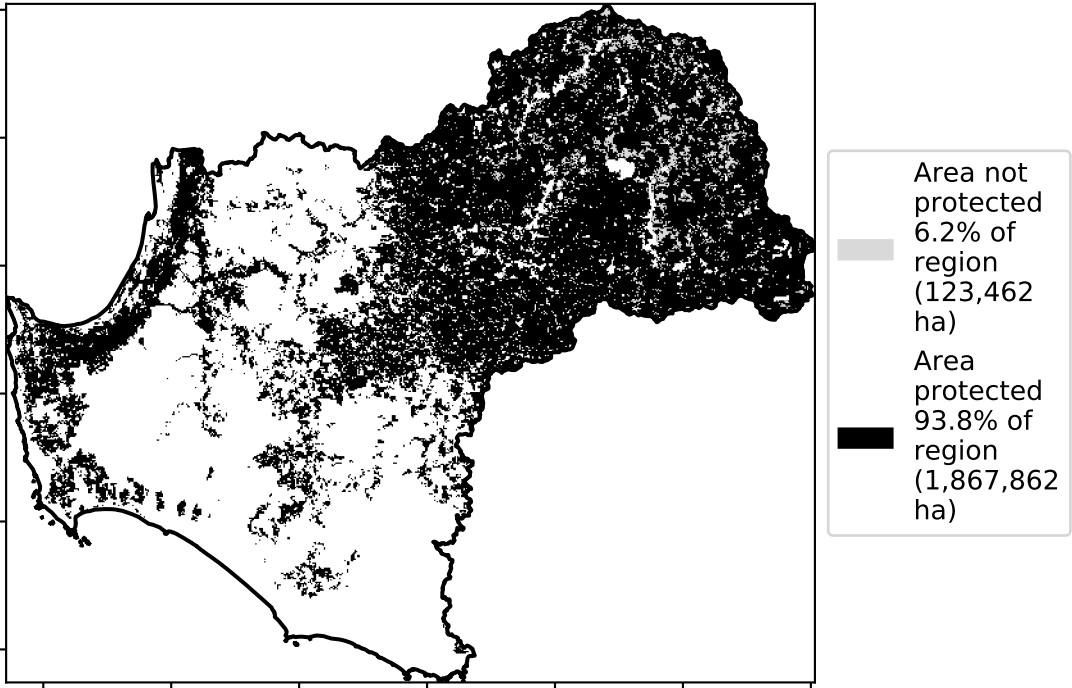 Area not
protected
6.2% of
region
(123,462
ha)
Area
protected
93.8% of
region
(1,867,862
ha)